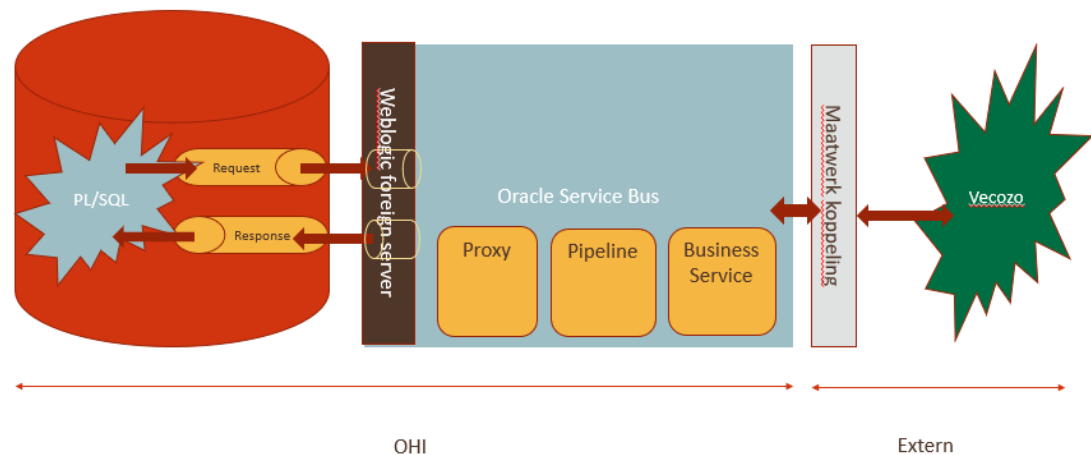 PL/SQL
Request
Response
Weblogic foreign server
Oracle Service Bus
Proxy
Pipeline
Business
Service
Maatwerk koppeling
Vecozo
OHI
Extern